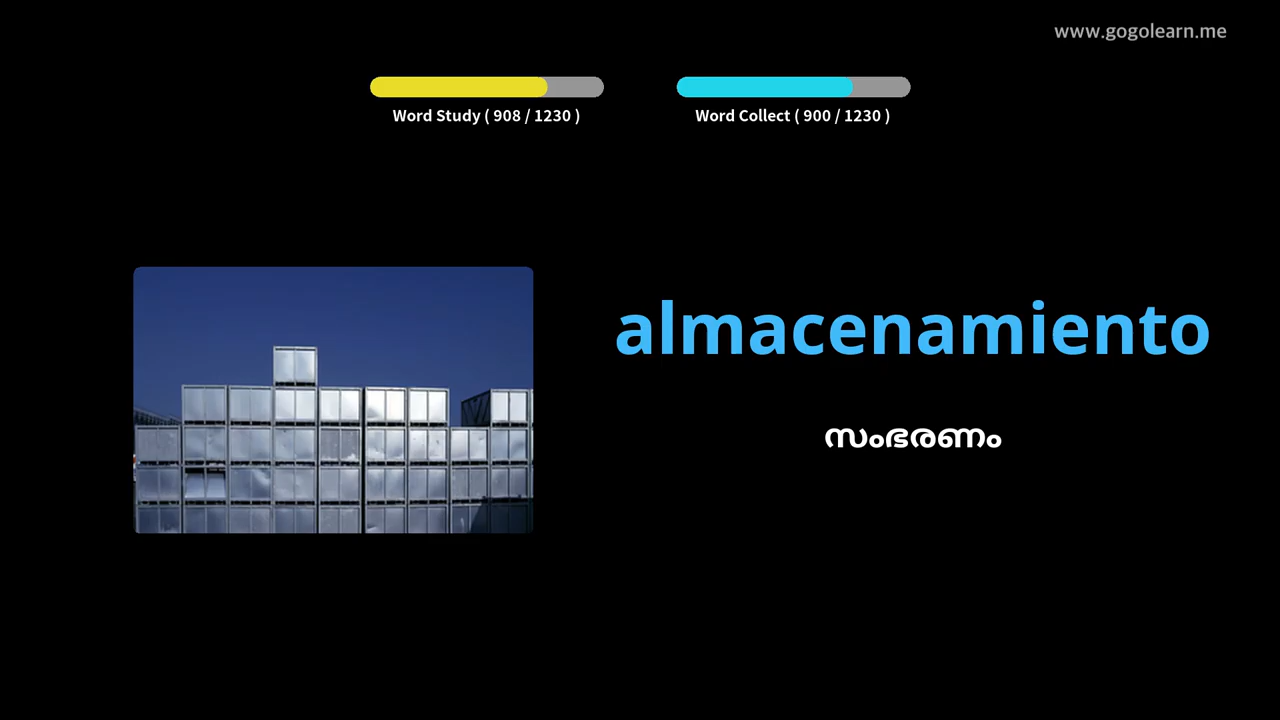 www.gogolearn.me
Word Study ( 908 / 1230 )
Word Collect ( 900 / 1230 )
almacenamiento
സംഭരണം